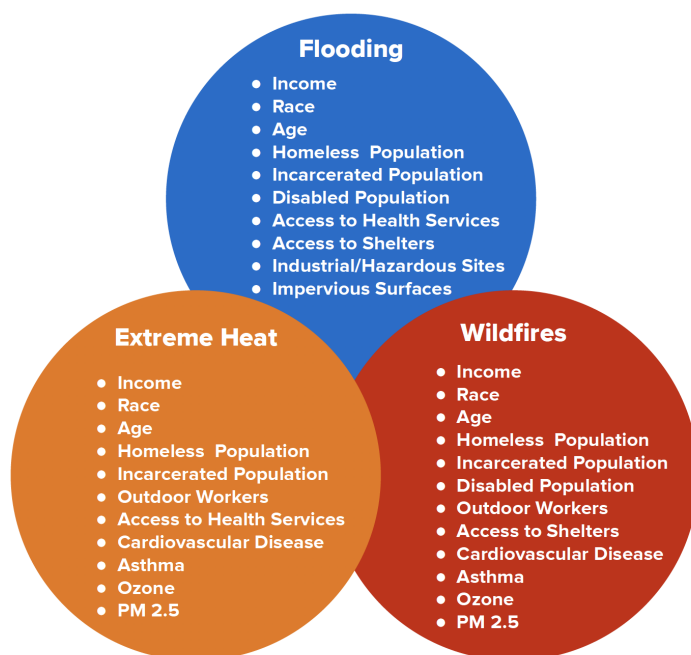 Flooding
● Income
● Race
● Age
● Homeless Population
● Incarcerated Population
● Disabled Population
● Access to Health Services
● Access to Shelters
● Industrial/Hazardous Sites
● Impervious Surfaces
Extreme Heat
● Income
● Race
● Age
● Homeless Population
● Incarcerated Population
● Outdoor Workers
● Access to Health Services
● Cardiovascular Disease
● Asthma
● Ozone
● PM 2.5
Wildfires
● Income
● Race
● Age
● Homeless Population
● Incarcerated Population
● Disabled Population
● Outdoor Workers
● Access to Shelters
● Cardiovascular Disease
● Asthma
● Ozone
● PM 2.5